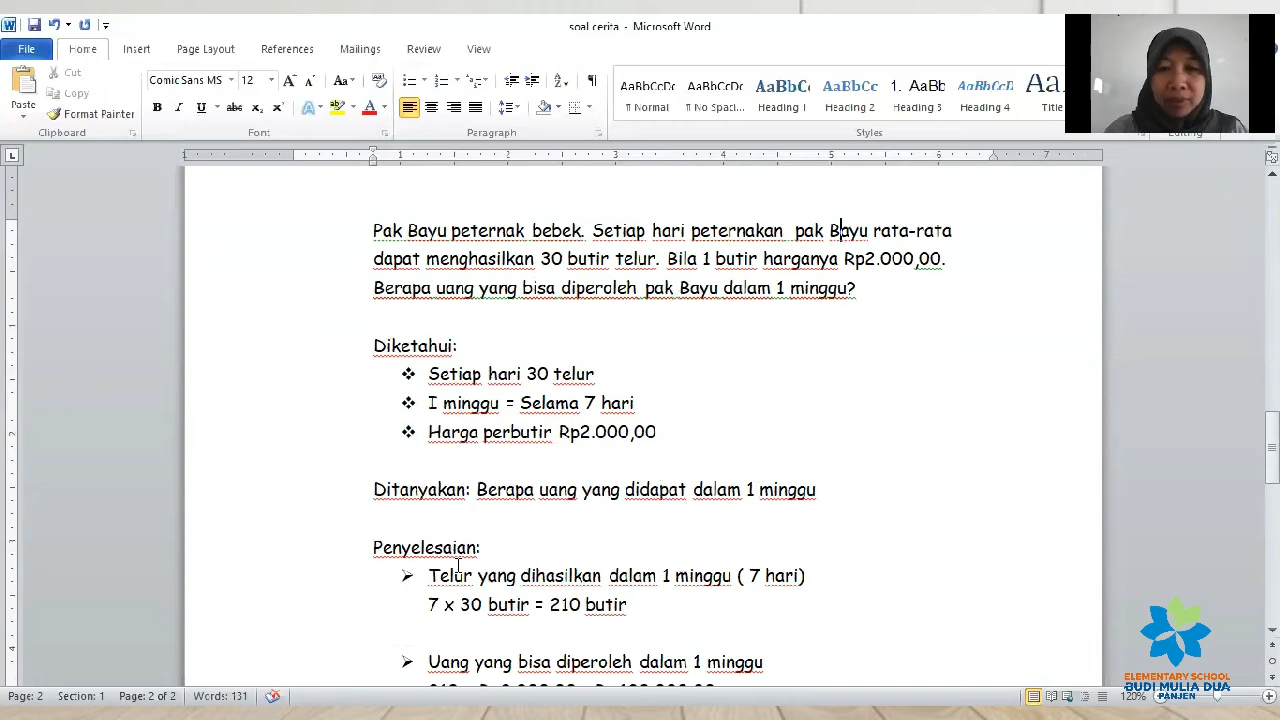 soal cerita - Microsoft Word
File Home Insert Page Layout References Mailings Review View
Cut
Copy
Format Painter
Paste
Clipboard
Comic Sans MS 12
Font
Paragraph
AaBbCcDc AaBbCcDc AaBbC AaBbCc 1. AaBb AaBbCcD
¶ Normal ¶ No Spaci... Heading 1 Heading 2 Heading 3 Heading 4 Title
Styles
Editing
Pak Bayu peternak bebek. Setiap hari peternakan pak Bayu rata-rata
dapat menghasilkan 30 butir telur. Bila 1 butir harganya Rp2.000,00.
Berapa uang yang bisa diperoleh pak Bayu dalam 1 minggu?
Diketahui:
❖ Setiap hari 30 telur
❖ I minggu = Selama 7 hari
❖ Harga perbutir Rp2.000,00
Ditanyakan: Berapa uang yang didapat dalam 1 minggu
Penyelesaian:
➢ Telur yang dihasilkan dalam 1 minggu ( 7 hari)
7 x 30 butir = 210 butir
➢ Uang yang bisa diperoleh dalam 1 minggu
ELEMENTARY SCHOOL
BUDI MULIA DUA
PANJEN
Page: 2 Section: 1 Page: 2 of 2 Words: 131 120%